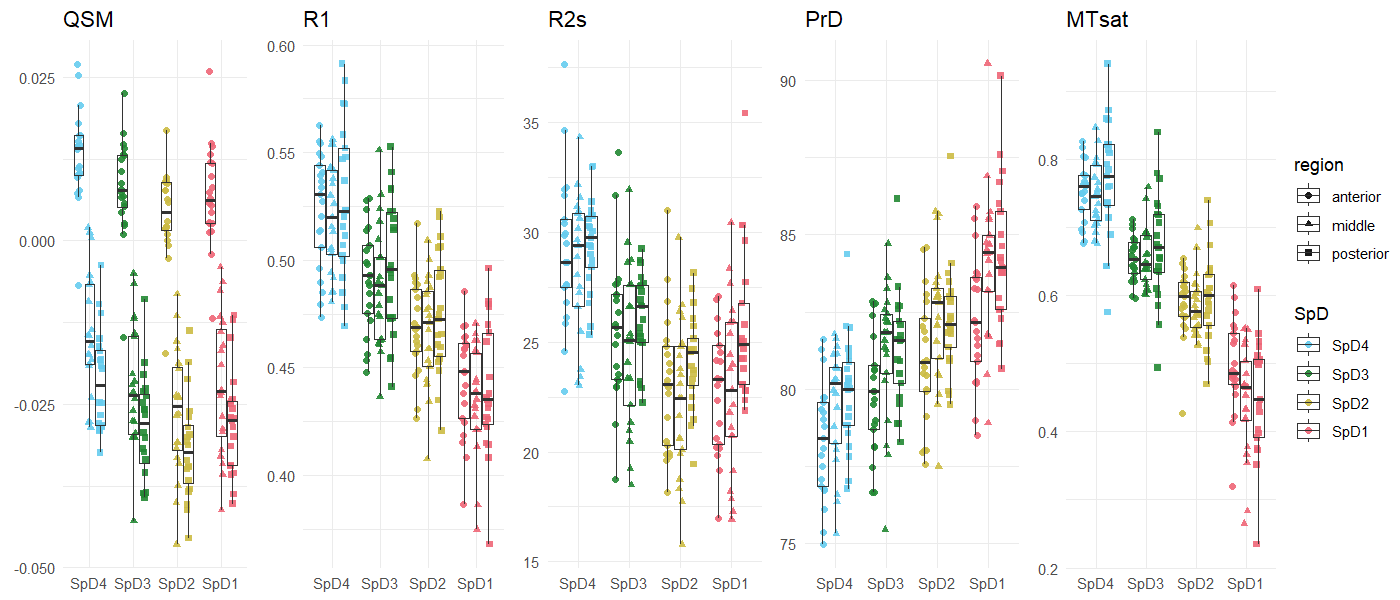 QSM
0.025
0.000
-0.025
-0.050
SpD4 SpD3 SpD2 SpD1
R1
0.60
0.55
0.50
0.45
0.40
SpD4 SpD3 SpD2 SpD1
R2s
35
30
25
20
15
SpD4 SpD3 SpD2 SpD1
PrD
90
85
80
75
SpD4 SpD3 SpD2 SpD1
MTsat
0.8
0.6
0.4
0.2
SpD4 SpD3 SpD2 SpD1
region
anterior
middle
posterior
SpD
SpD4
SpD3
SpD2
SpD1